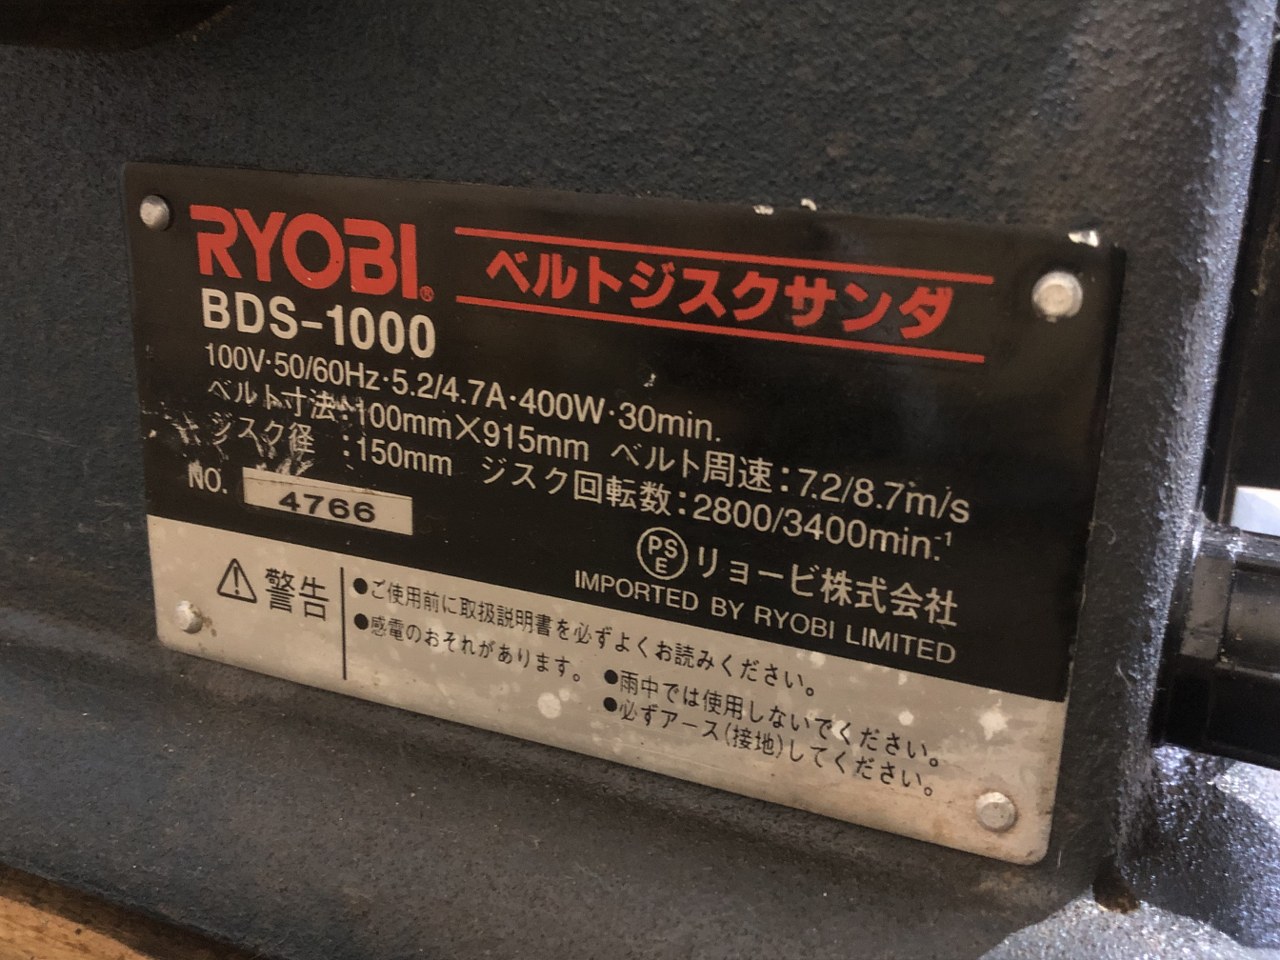 RYOBI®
ベルトジスクサンダ
BDS-1000
100V·50/60Hz·5.2/4.7A·400W·30min.
ベルト寸法:100mm×915mm ベルト周速:7.2/8.7m/s
ジスク径 :150mm ジスク回転数:2800/3400min.-1
NO. 4766
PSE リョービ株式会社
IMPORTED BY RYOBI LIMITED
警告
●ご使用前に取扱説明書を必ずよくお読みください。
●感電のおそれがあります。
●雨中では使用しないでください。
●必ずアース(接地)してください。